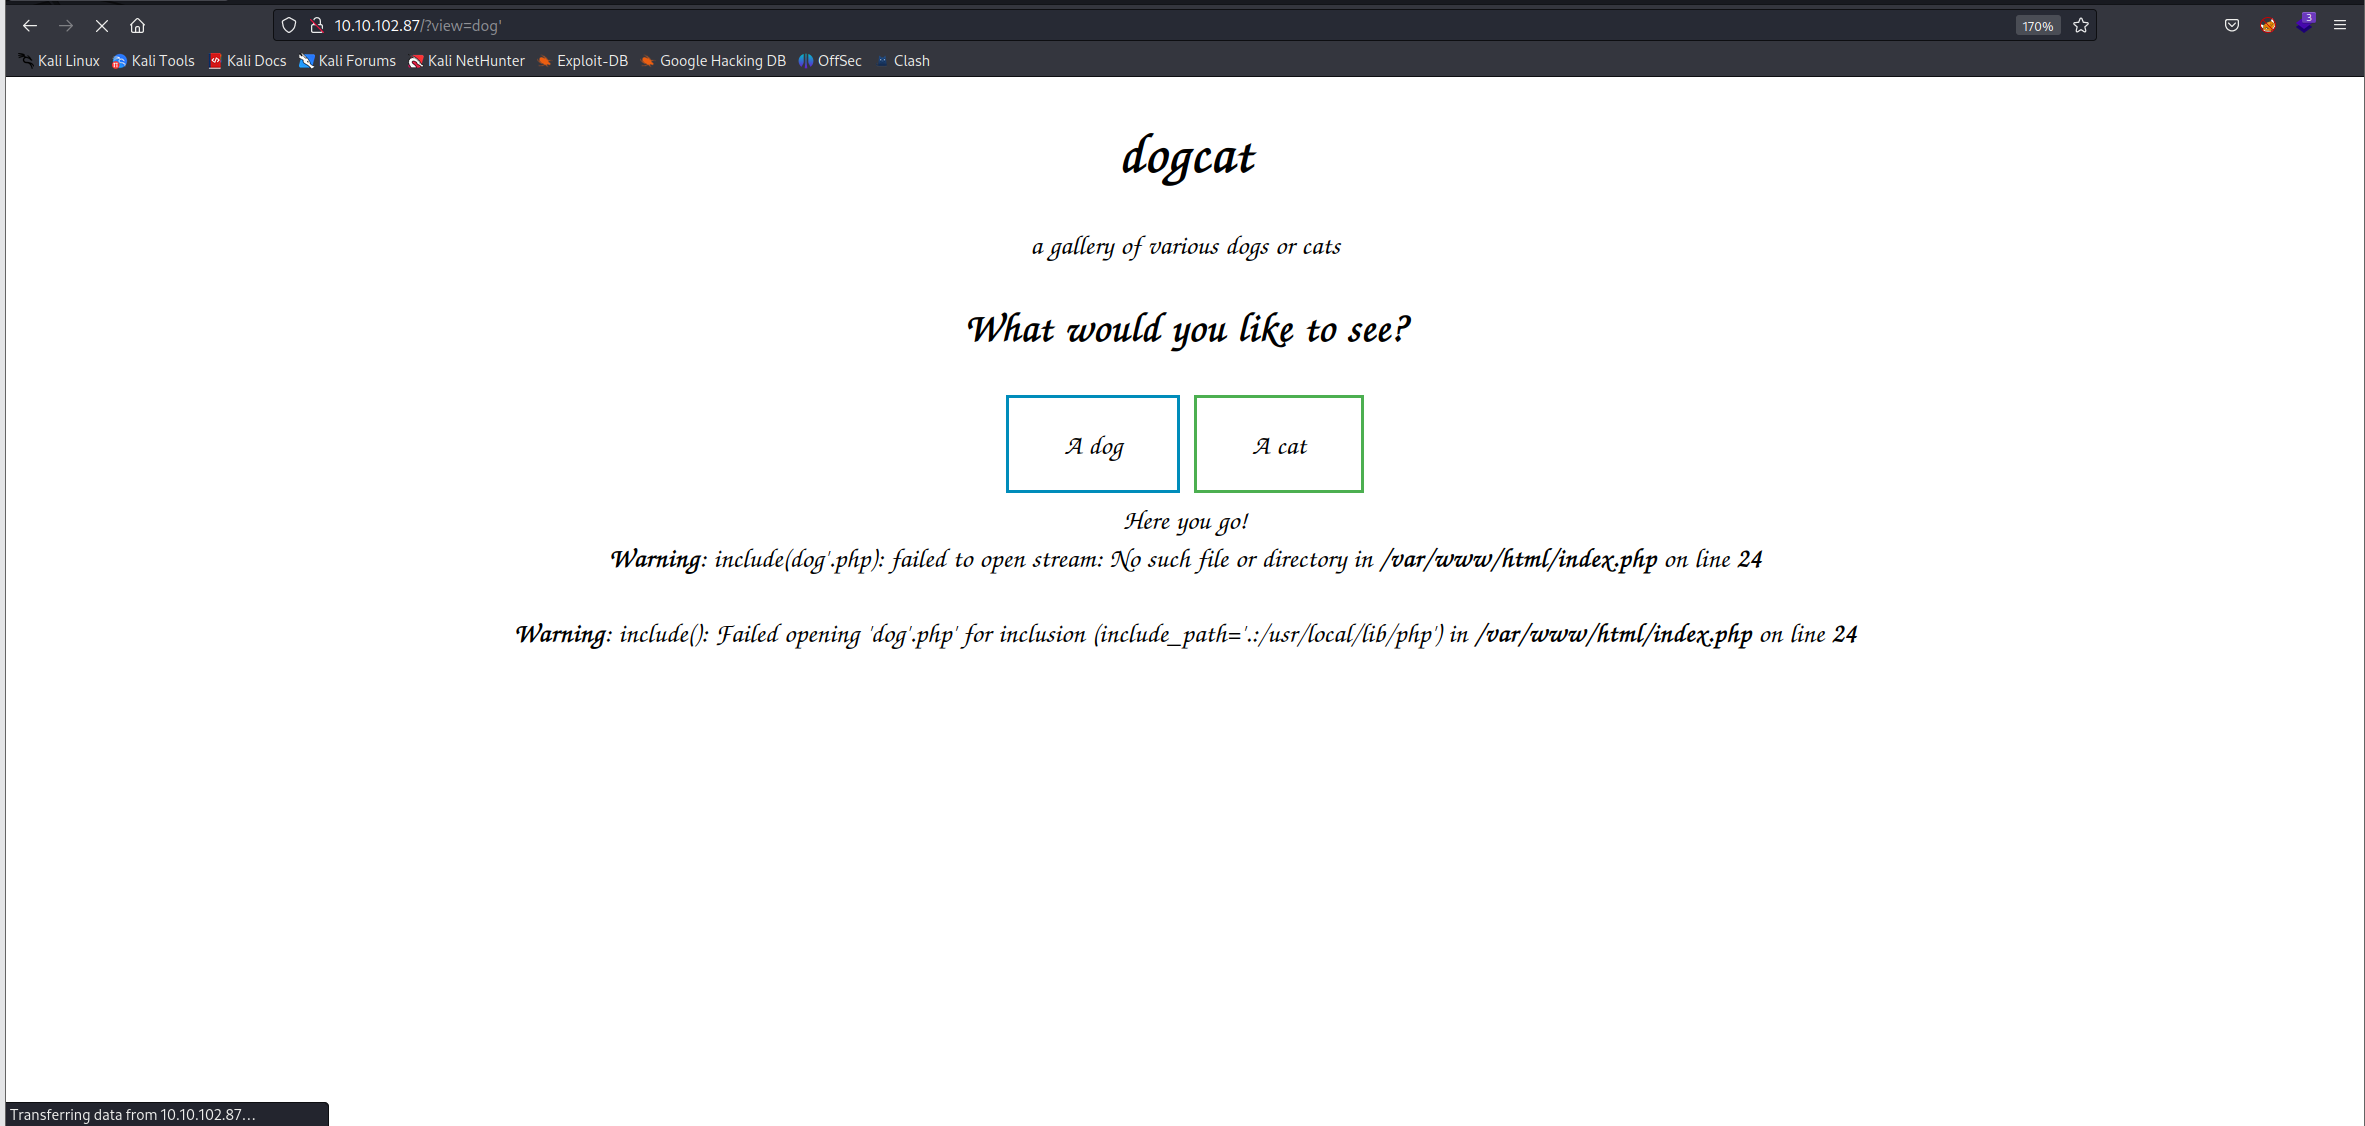 10.10.102.87/?view=dog'
170%
3
Kali Linux Kali Tools Kali Docs Kali Forums Kali NetHunter Exploit-DB Google Hacking DB OffSec Clash
dogcat
a gallery of various dogs or cats
What would you like to see?
A dog A cat
Here you go!
Warning: include(dog'.php): failed to open stream: No such file or directory in /var/www/html/index.php on line 24
Warning: include(): Failed opening 'dog'.php' for inclusion (include_path='.:/usr/local/lib/php') in /var/www/html/index.php on line 24
Transferring data from 10.10.102.87…